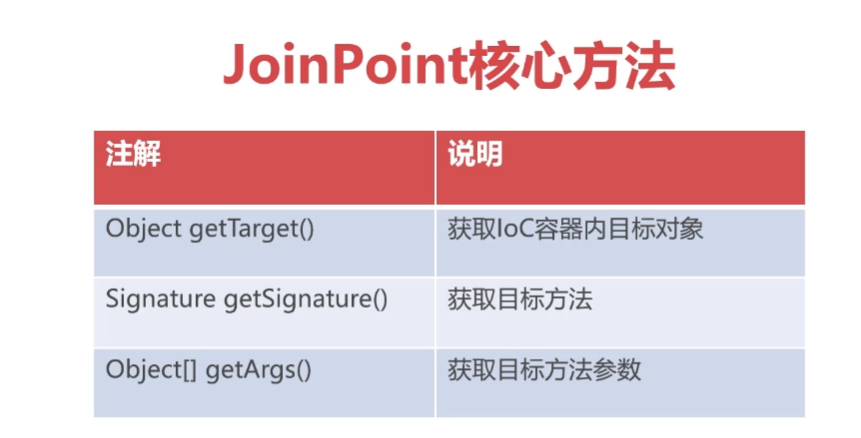 JoinPoint核心方法
注解
说明
Object getTarget()
获取IoC容器内目标对象
Signature getSignature()
获取目标方法
Object[] getArgs()
获取目标方法参数